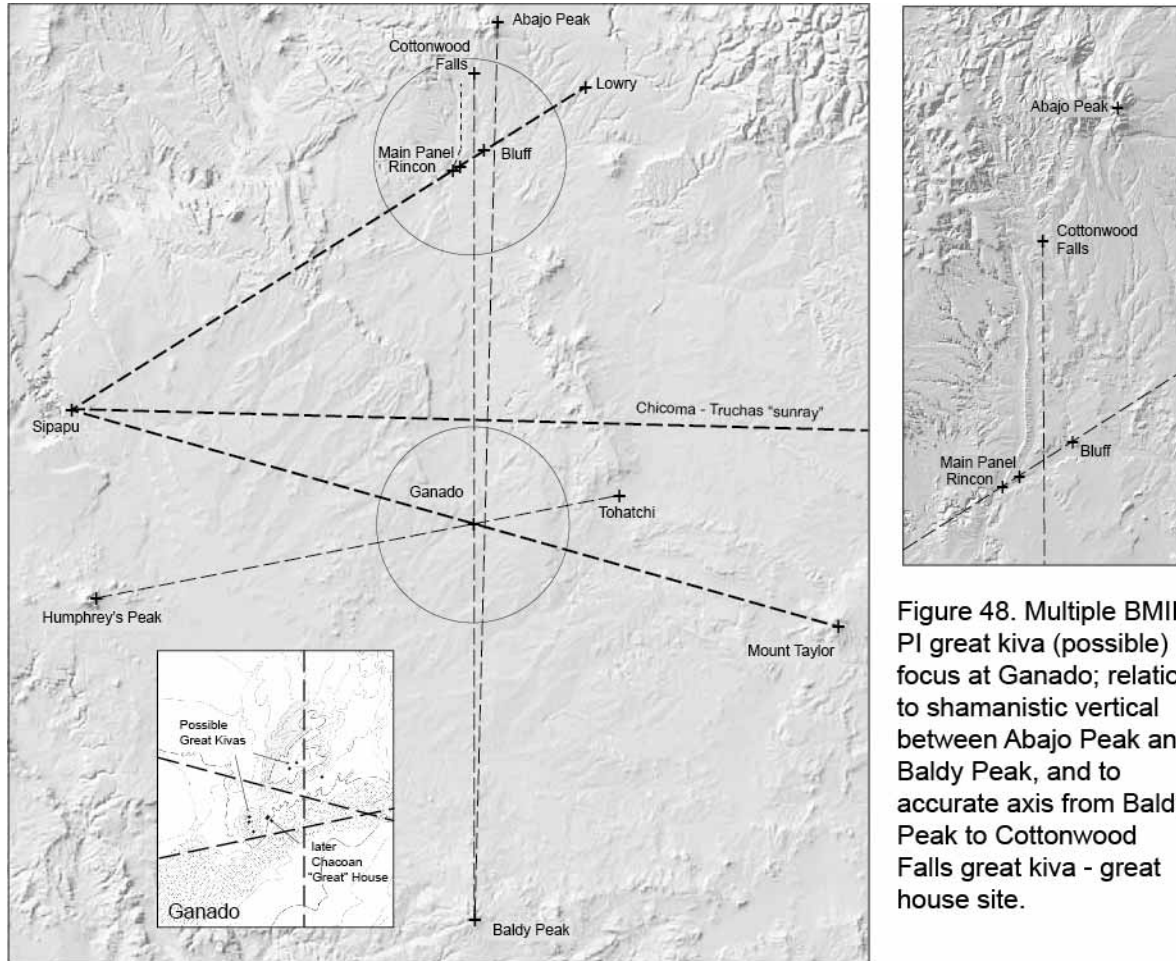 Abajo Peak
Cottonwood
Falls
Lowry
Main Panel
Rincon
Bluff
Sipapu
Chicoma - Truchas "sunray"
Ganado
Tohatchi
Humphrey's Peak
Mount Taylor
Possible
Great Kivas
later
Chacoan
"Great" House
Ganado
Baldy Peak
Abajo Peak
Cottonwood
Falls
Main Panel
Rincon
Bluff
Figure 48. Multiple BMII
PI great kiva (possible)
focus at Ganado; relatio
to shamanistic vertical
between Abajo Peak an
Baldy Peak, and to
accurate axis from Bald
Peak to Cottonwood
Falls great kiva - great
house site.